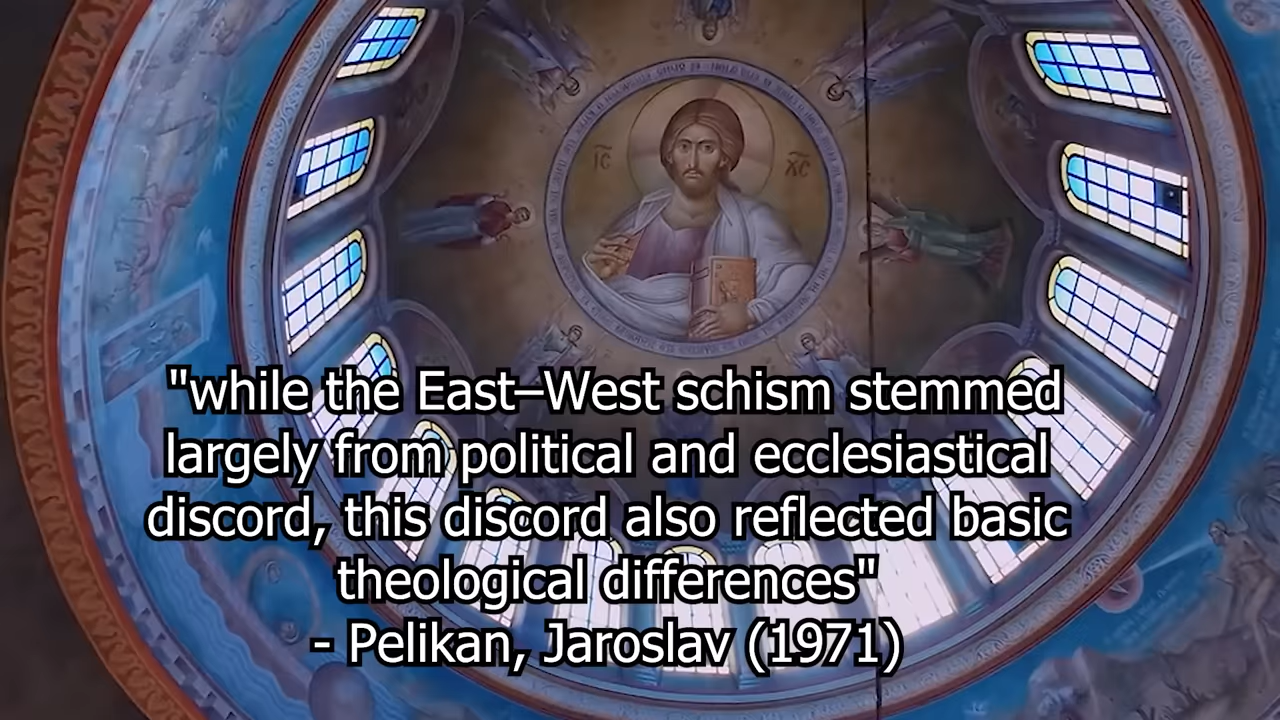 ΙC
XC
"while the East–West schism stemmed
largely from political and ecclesiastical
discord, this discord also reflected basic
theological differences"
- Pelikan, Jaroslav (1971)